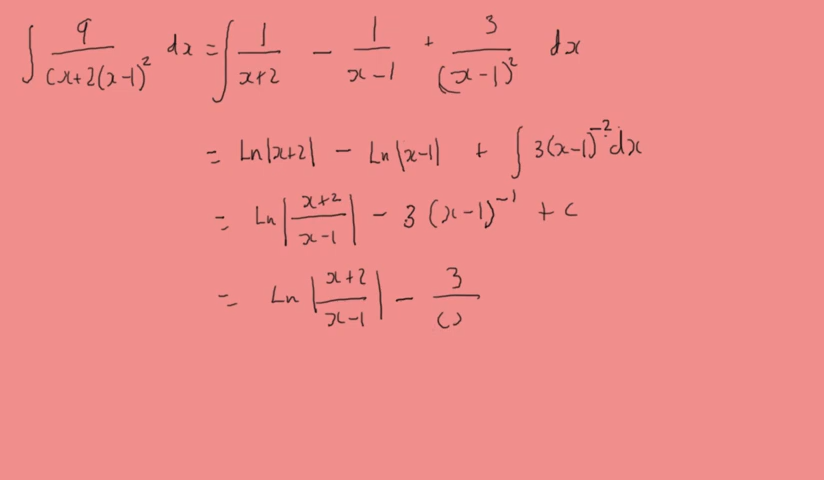 ∫ 9/((x+2(x-1)² dx = ∫ 1/(x+2) - 1/(x-1) + 3/(x-1)² dx
= Ln|x+2| - Ln|x-1| + ∫ 3(x-1)⁻² dx
= Ln|(x+2)/(x-1)| - 3(x-1)⁻¹ + c
= Ln|(x+2)/(x-1)| - 3/()